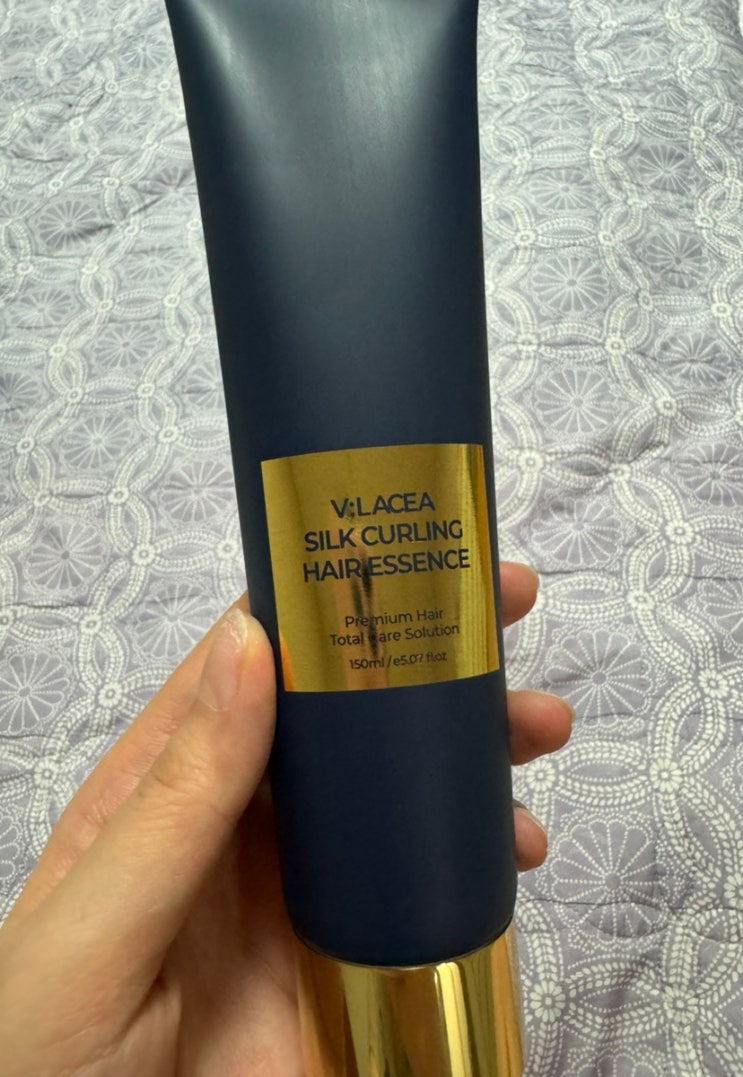 V:LACEA
SILK CURLING
HAIR ESSENCE
Premium Hair
Total Care Solution
150ml / e5.07 fl.oz